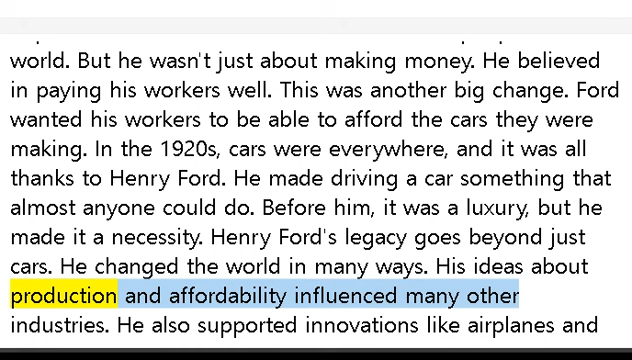 world. But he wasn't just about making money. He believed
in paying his workers well. This was another big change. Ford
wanted his workers to be able to afford the cars they were
making. In the 1920s, cars were everywhere, and it was all
thanks to Henry Ford. He made driving a car something that
almost anyone could do. Before him, it was a luxury, but he
made it a necessity. Henry Ford's legacy goes beyond just
cars. He changed the world in many ways. His ideas about
production and affordability influenced many other
industries. He also supported innovations like airplanes and